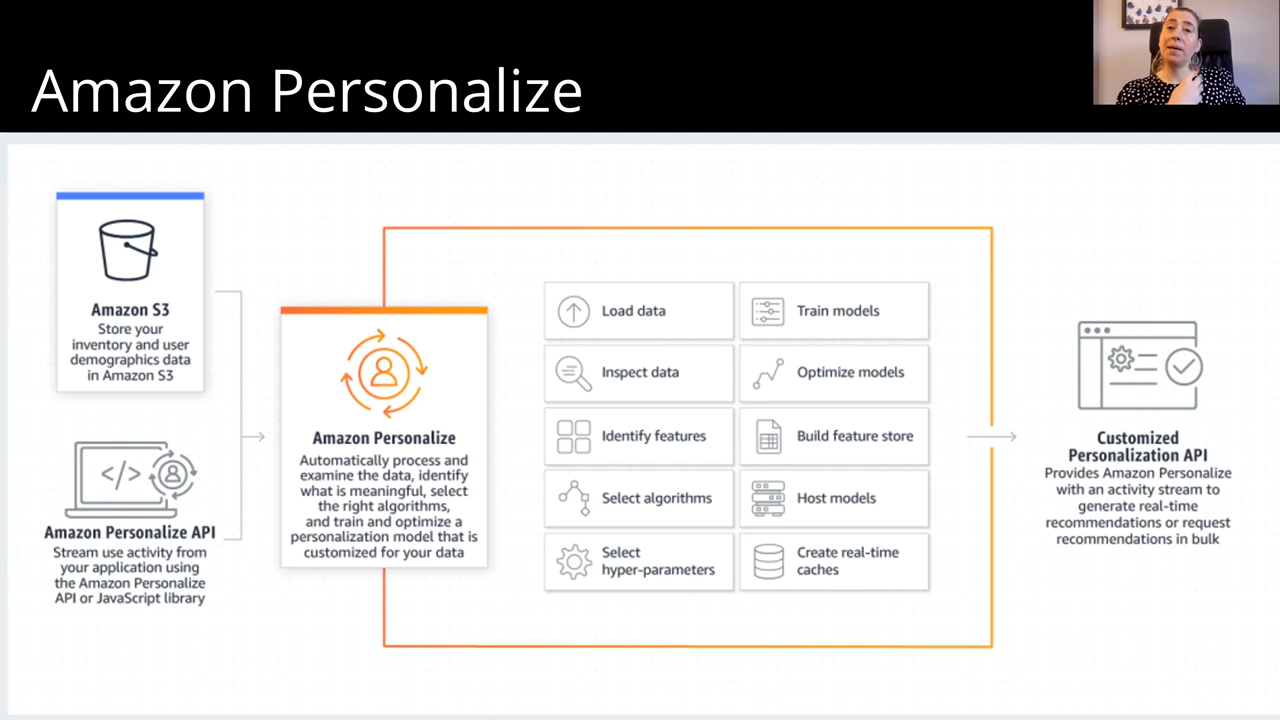 Amazon Personalize
Amazon S3
Store your
inventory and user
demographics data
in Amazon S3
</>
Amazon Personalize API
Stream use activity from
your application using
the Amazon Personalize
API or JavaScript library
Amazon Personalize
Automatically process and
examine the data, identify
what is meaningful, select
the right algorithms,
and train and optimize a
personalization model that is
customized for your data
Load data
Train models
Inspect data
Optimize models
Identify features
Build feature store
Select algorithms
Host models
Select
hyper-parameters
Create real-time
caches
Customized
Personalization API
Provides Amazon Personalize
with an activity stream to
generate real-time
recommendations or request
recommendations in bulk